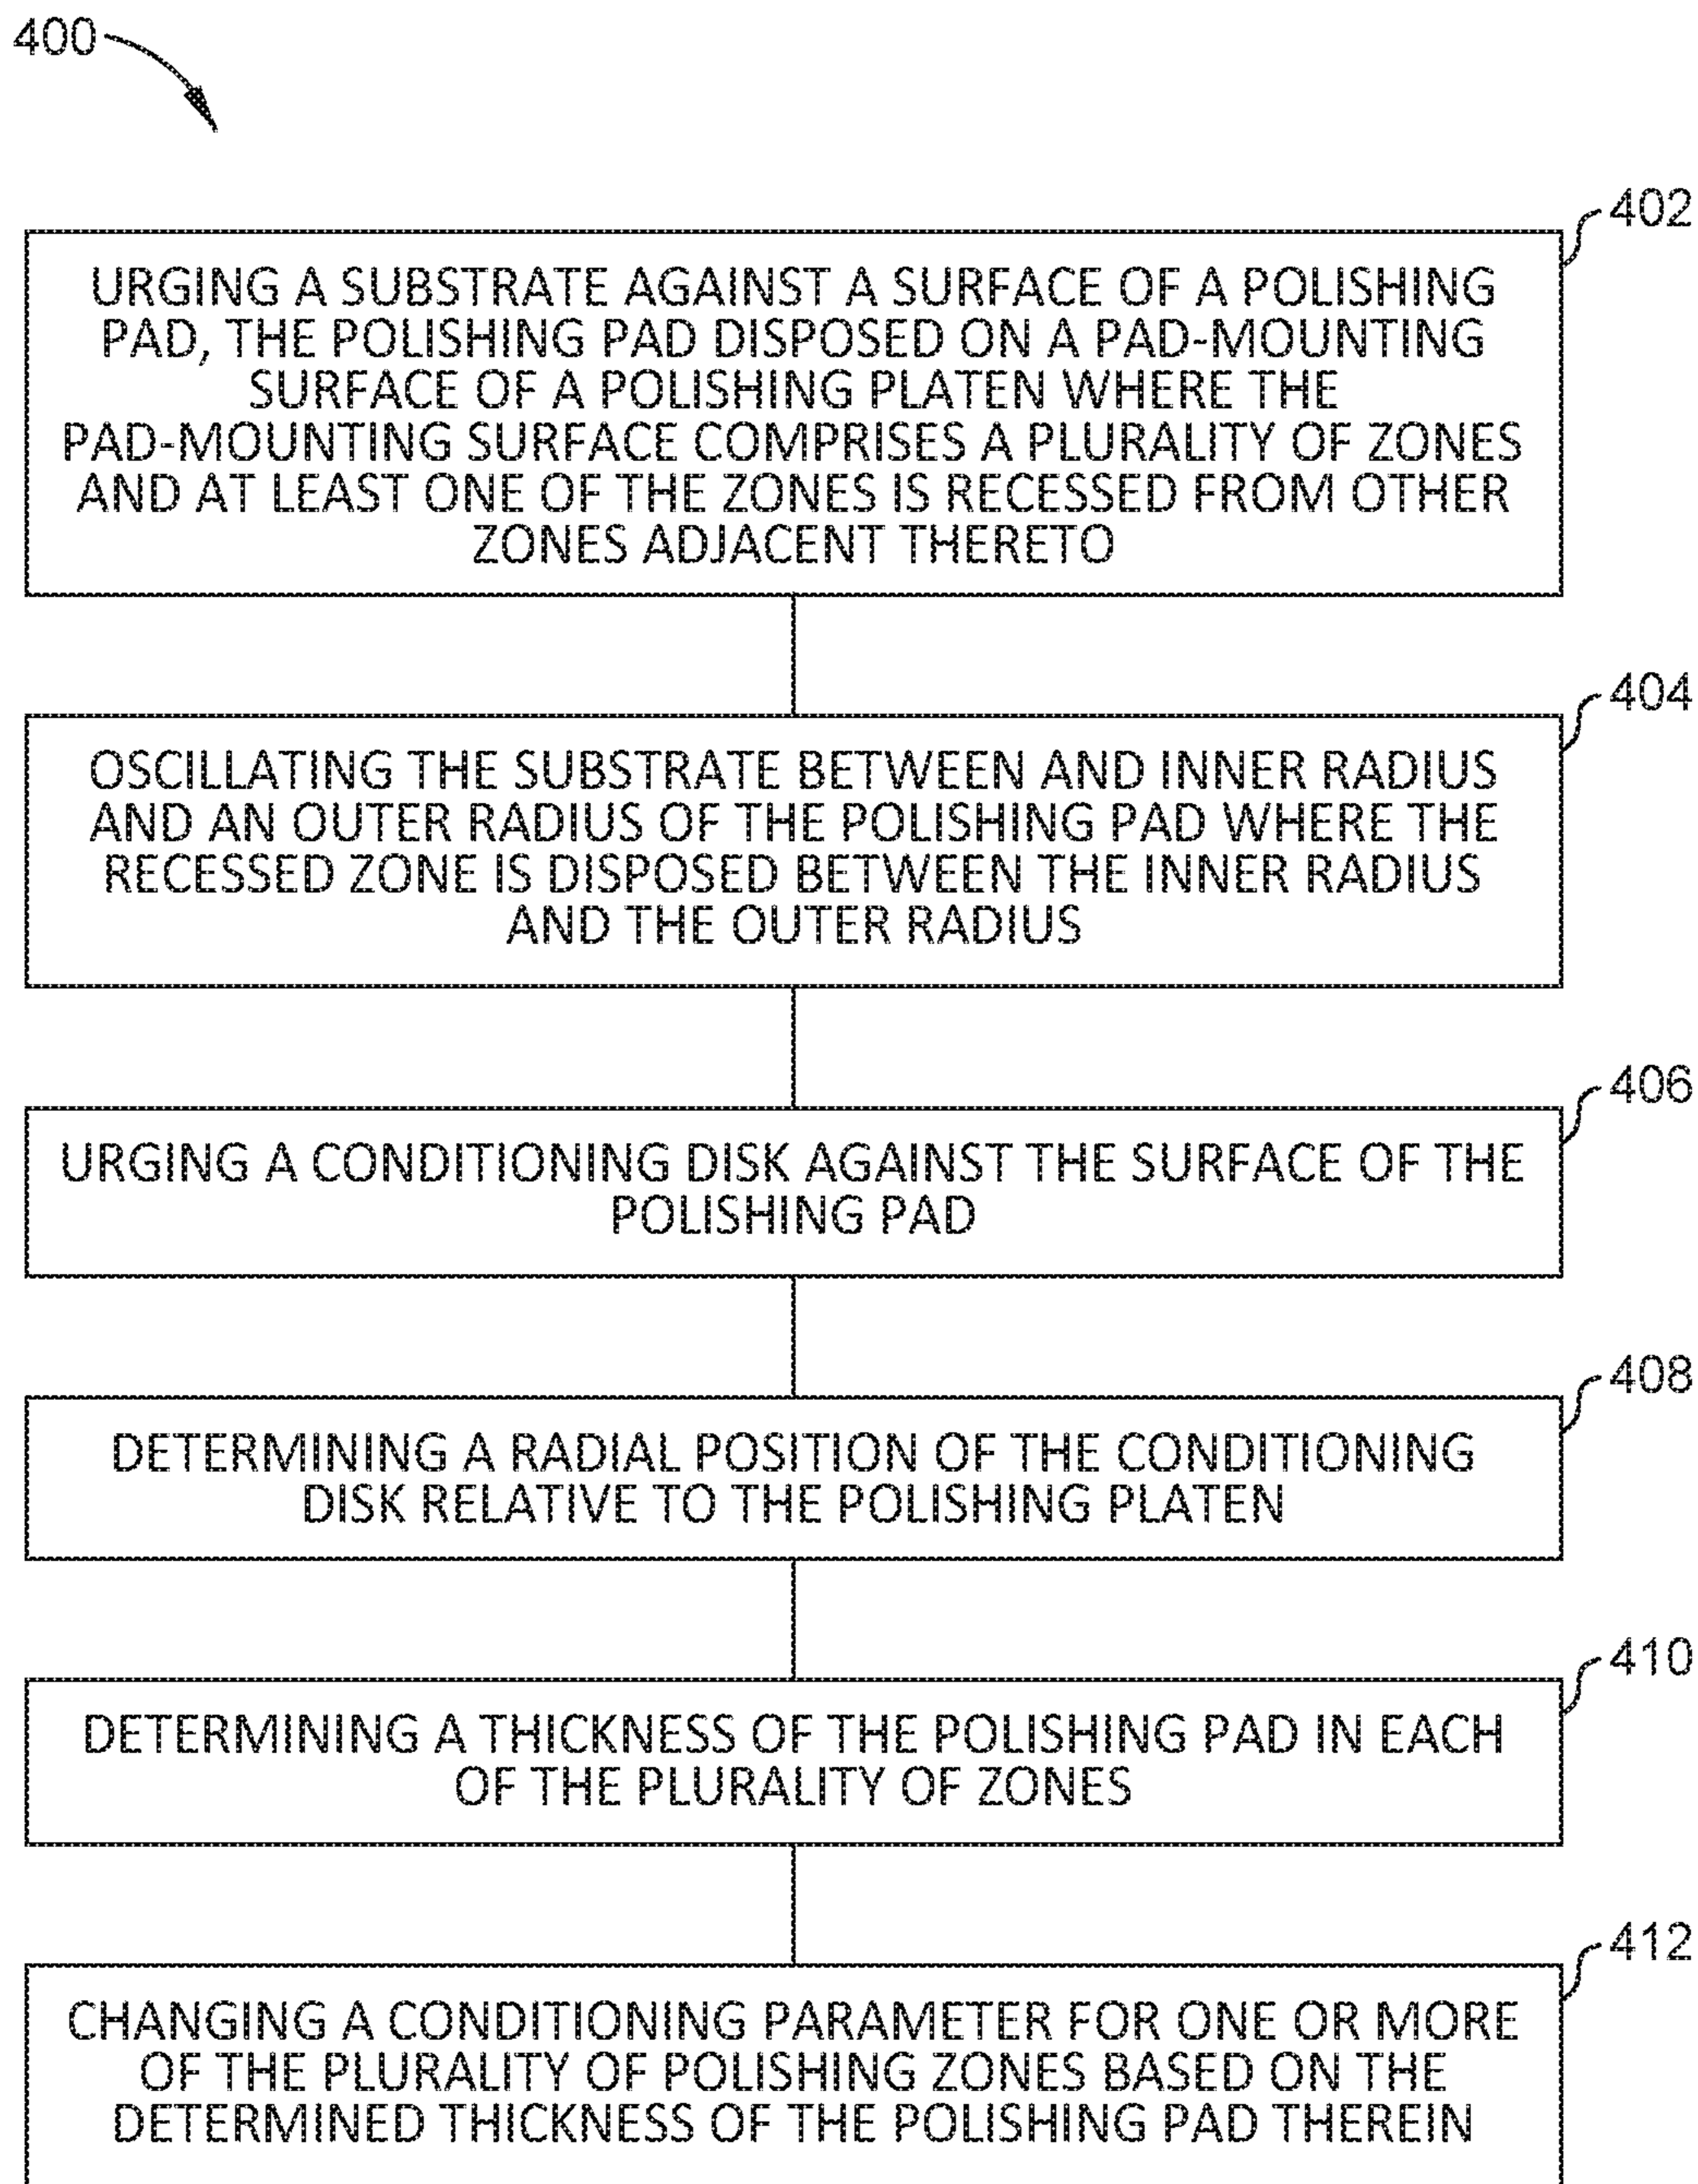 400
402
URGING A SUBSTRATE AGAINST A SURFACE OF A POLISHING
PAD, THE POLISHING PAD DISPOSED ON A PAD-MOUNTING
SURFACE OF A POLISHING PLATEN WHERE THE
PAD-MOUNTING SURFACE COMPRISES A PLURALITY OF ZONES
AND AT LEAST ONE OF THE ZONES IS RECESSED FROM OTHER
ZONES ADJACENT THERETO
404
OSCILLATING THE SUBSTRATE BETWEEN AND INNER RADIUS
AND AN OUTER RADIUS OF THE POLISHING PAD WHERE THE
RECESSED ZONE IS DISPOSED BETWEEN THE INNER RADIUS
AND THE OUTER RADIUS
406
URGING A CONDITIONING DISK AGAINST THE SURFACE OF THE
POLISHING PAD
408
DETERMINING A RADIAL POSITION OF THE CONDITIONING
DISK RELATIVE TO THE POLISHING PLATEN
410
DETERMINING A THICKNESS OF THE POLISHING PAD IN EACH
OF THE PLURALITY OF ZONES
412
CHANGING A CONDITIONING PARAMETER FOR ONE OR MORE
OF THE PLURALITY OF POLISHING ZONES BASED ON THE
DETERMINED THICKNESS OF THE POLISHING PAD THEREIN